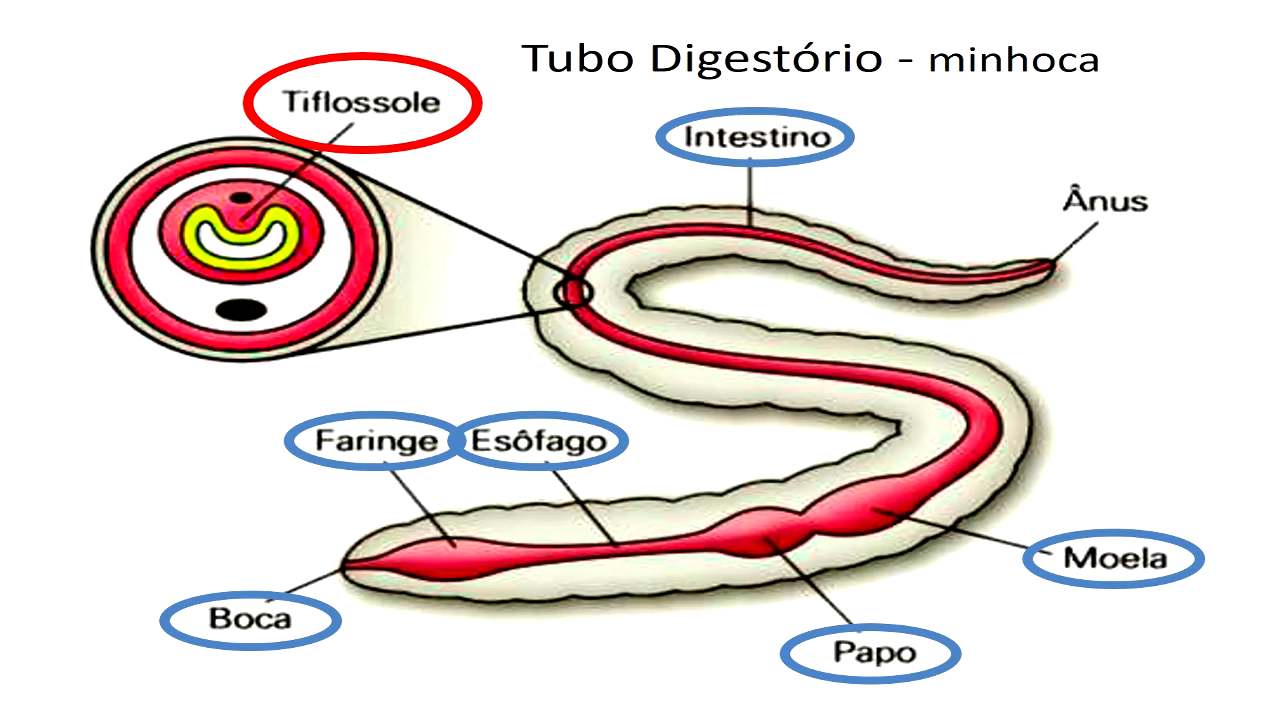 Tubo Digestório - minhoca
Tiflossole
Intestino
Ânus
Faringe
Esôfago
Moela
Boca
Papo